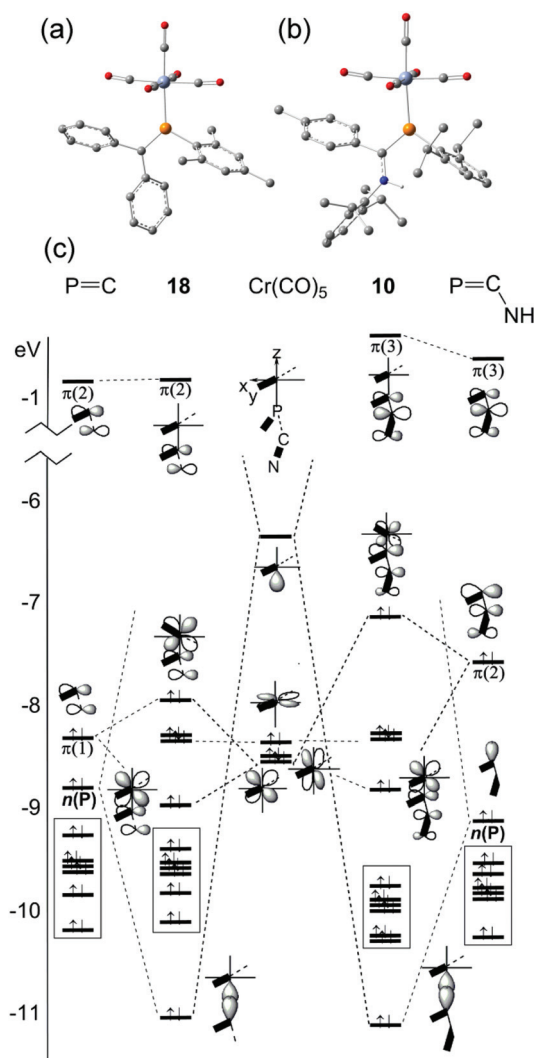 (a) (b)
(c)
P=C 18 Cr(CO)5 10 P=C
NH
eV
π(3) π(3)
-1 π(2) π(2) z
x y
P
C
N
-6
-7
π(2)
-8
π(1)
n(P)
-9
n(P)
-10
-11